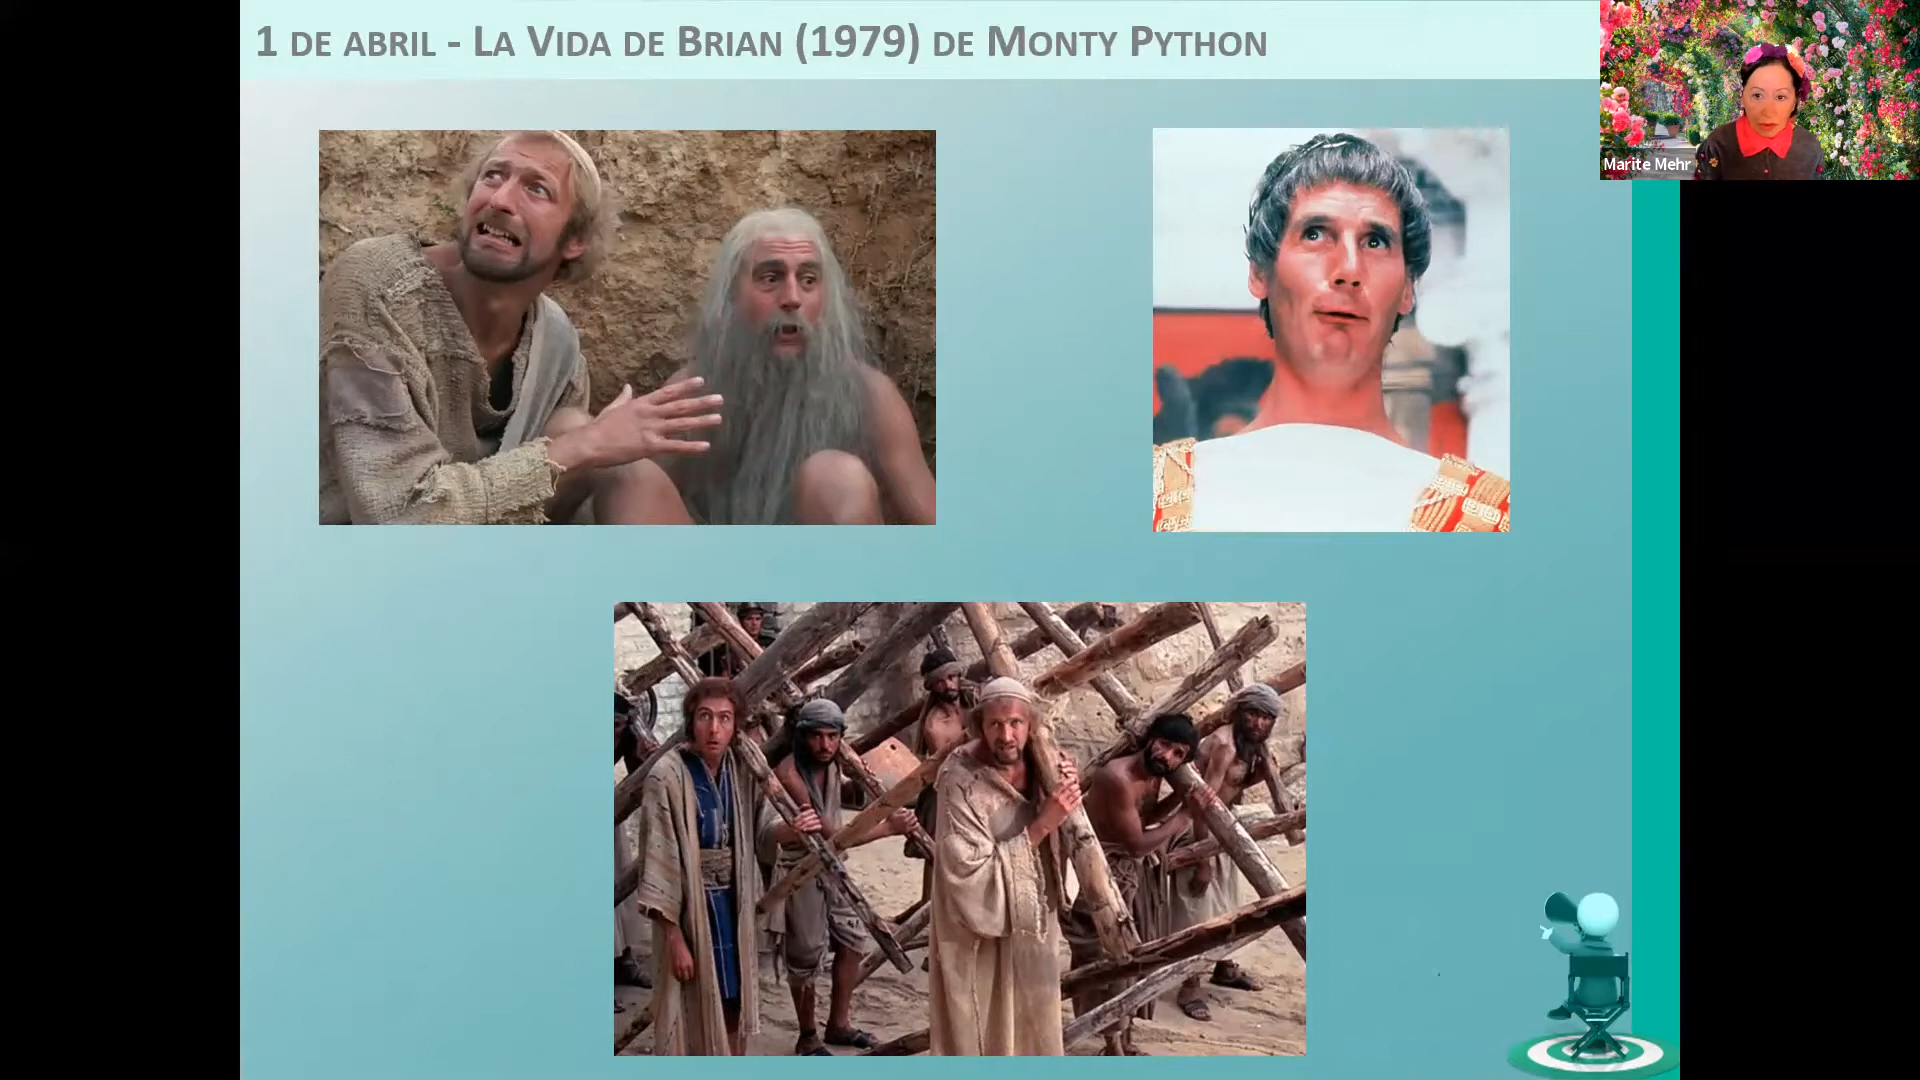 1 DE ABRIL - LA VIDA DE BRIAN (1979) DE MONTY PYTHON
Marite Mehr